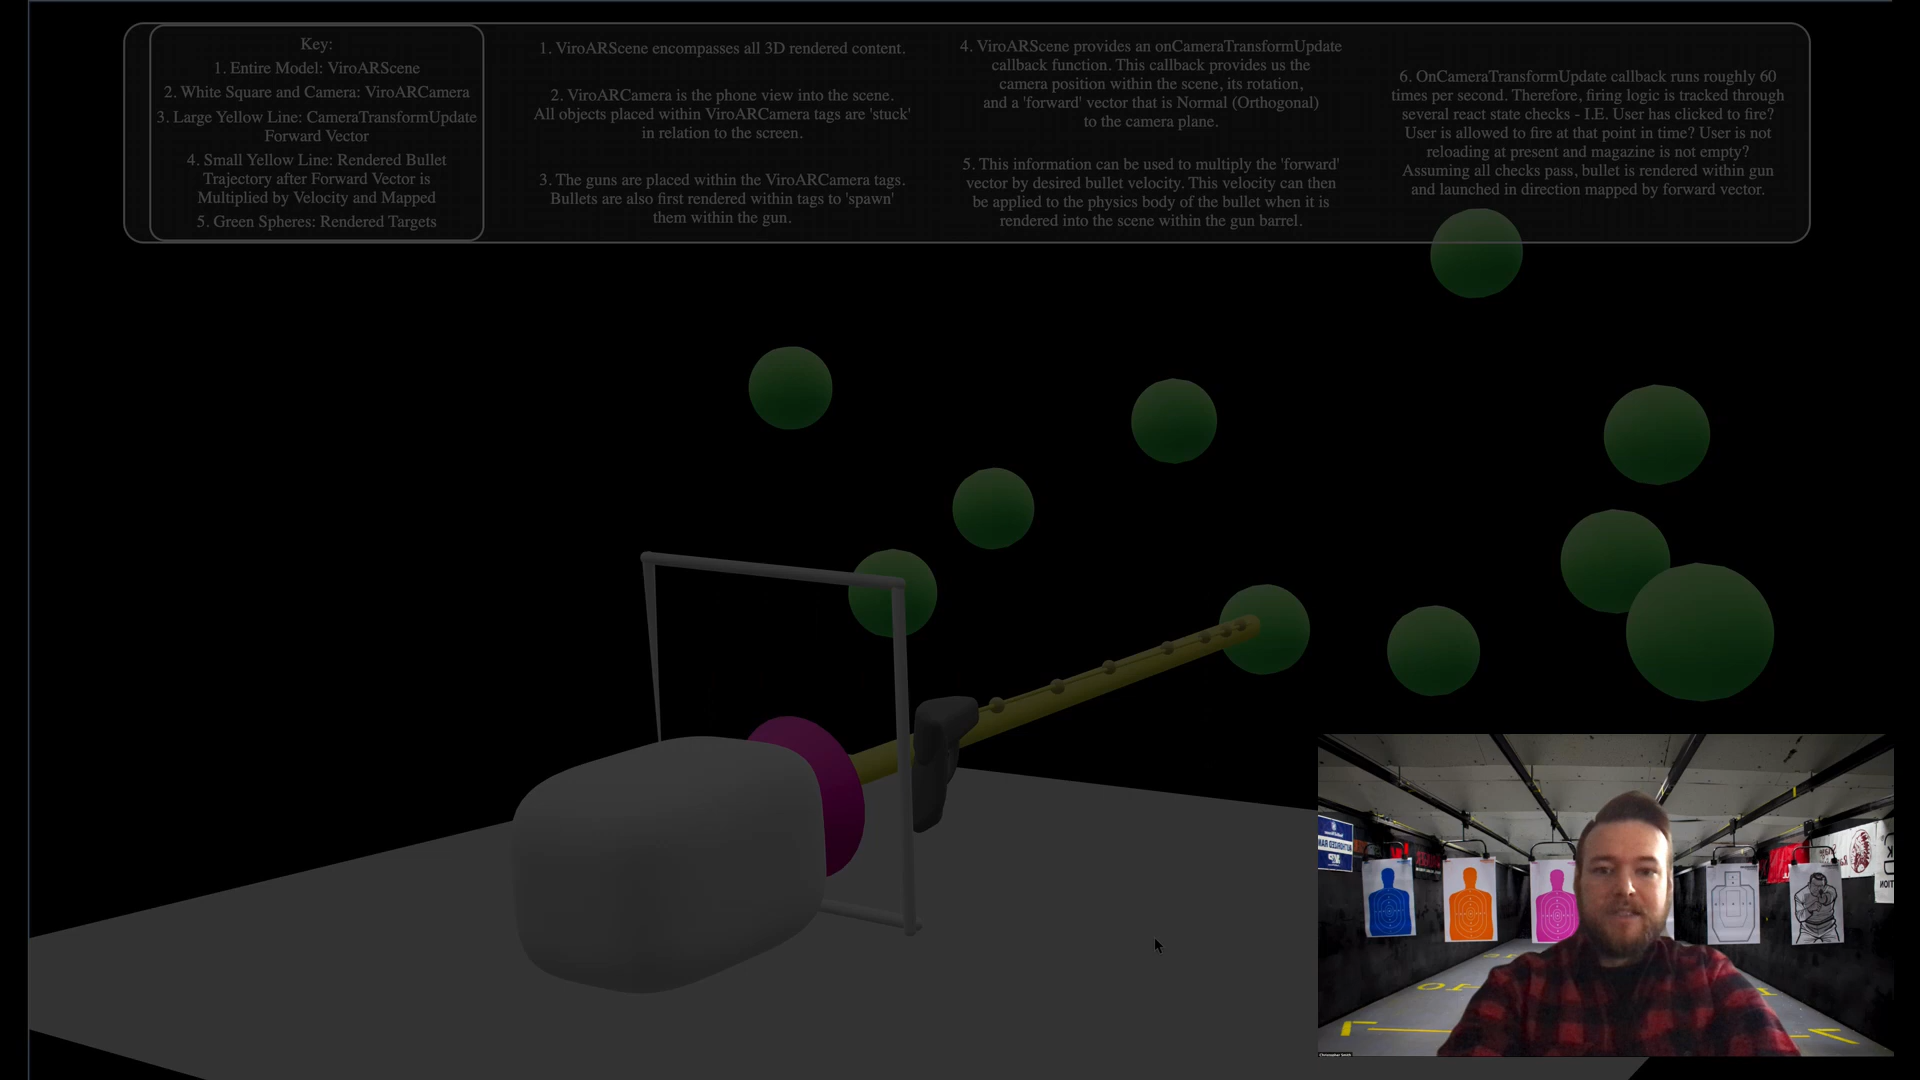 Key:
1. Entire Model: ViroARScene
2. White Square and Camera: ViroARCamera
3. Large Yellow Line: CameraTransformUpdate
Forward Vector
4. Small Yellow Line: Rendered Bullet
Trajectory after Forward Vector is
Multiplied by Velocity and Mapped
5. Green Spheres: Rendered Targets
1. ViroARScene encompasses all 3D rendered content.
2. ViroARCamera is the phone view into the scene.
All objects placed within ViroARCamera tags are 'stuck'
in relation to the screen.
3. The guns are placed within the ViroARCamera tags.
Bullets are also first rendered within tags to 'spawn'
them within the gun.
4. ViroARScene provides an onCameraTransformUpdate
callback function. This callback provides us the
camera position within the scene, its rotation,
and a 'forward' vector that is Normal (Orthogonal)
to the camera plane.
5. This information can be used to multiply the 'forward'
vector by desired bullet velocity. This velocity can then
be applied to the physics body of the bullet when it is
rendered into the scene within the gun barrel.
6. OnCameraTransformUpdate callback runs roughly 60
times per second. Therefore, firing logic is tracked through
several react state checks - I.E. User has clicked to fire?
User is allowed to fire at that point in time? User is not
reloading at present and magazine is not empty?
Assuming all checks pass, bullet is rendered within gun
and launched in direction mapped by forward vector.
Christopher Smith